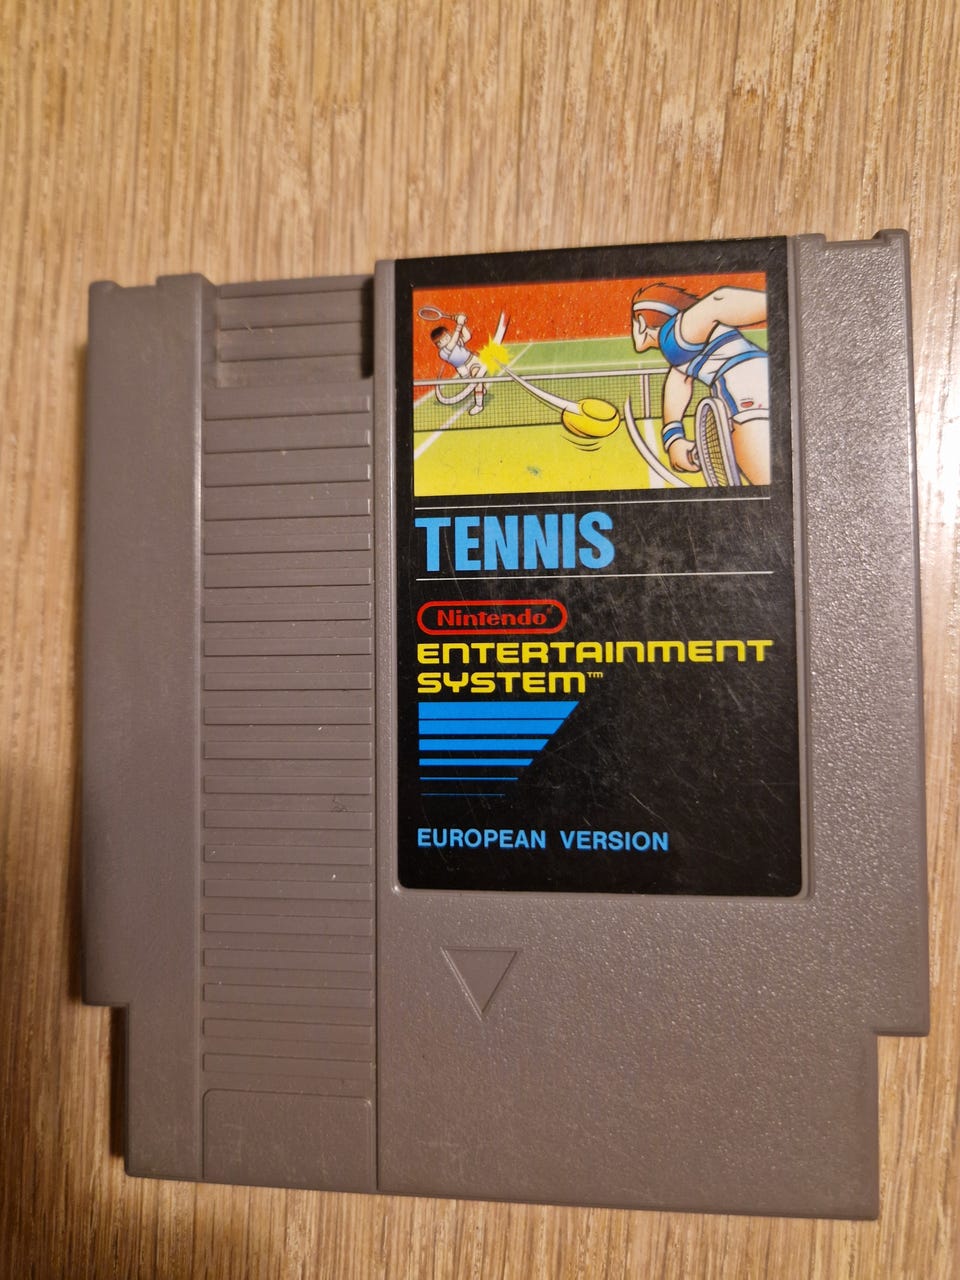 TENNIS
Nintendo®
ENTERTAINMENT
SYSTEM™
EUROPEAN VERSION